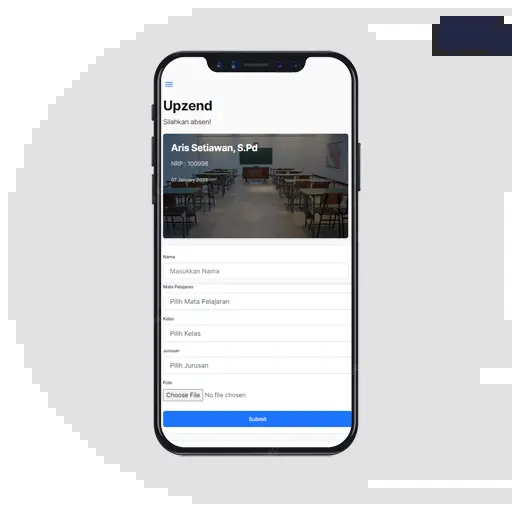 Upzend
Silahkan absen!
Aris Setiawan, S.Pd
NRP : 100998
07 January 2023
Nama
Masukkan Nama
Mata Pelajaran
Pilih Mata Pelajaran
Kelas
Pilih Kelas
Jurusan
Pilih Jurusan
Foto
Choose File No file chosen
Submit